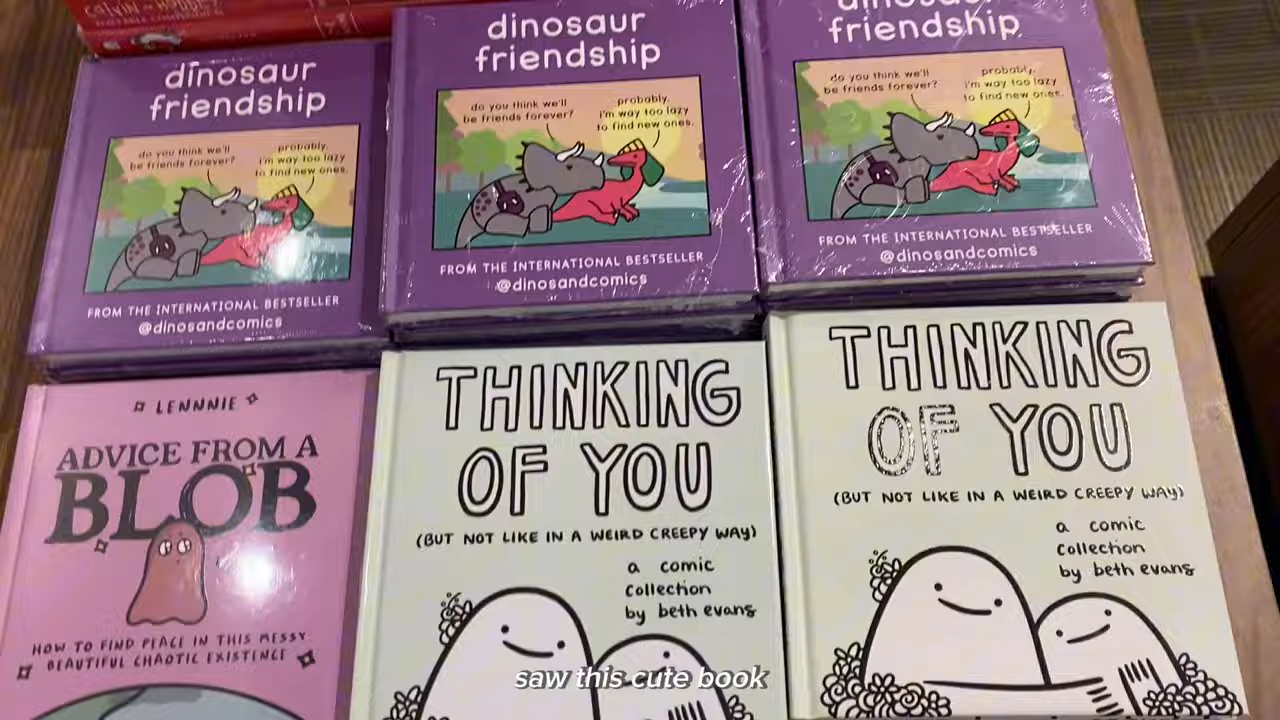 CALVIN and HOBBES
dinosaur
friendship
do you think we'll
be friends forever?
probably.
i'm way too lazy
to find new ones.
FROM THE INTERNATIONAL BESTSELLER
@dinosandcomics
dinosaur
friendship
do you think we'll
be friends forever?
probably.
i'm way too lazy
to find new ones.
FROM THE INTERNATIONAL BESTSELLER
@dinosandcomics
dinosaur
friendship
do you think we'll
be friends forever?
probably.
i'm way too lazy
to find new ones.
FROM THE INTERNATIONAL BESTSELLER
@dinosandcomics
LENNNIE
ADVICE FROM A
BLOB
HOW TO FIND PEACE IN THIS MESSY
BEAUTIFUL CHAOTIC EXISTENCE
THINKING
OF YOU
(BUT NOT LIKE IN A WEIRD CREEPY WAY)
a comic
collection
by beth evans
THINKING
OF YOU
(BUT NOT LIKE IN A WEIRD CREEPY WAY)
a comic
collection
by beth evans
saw this cute book